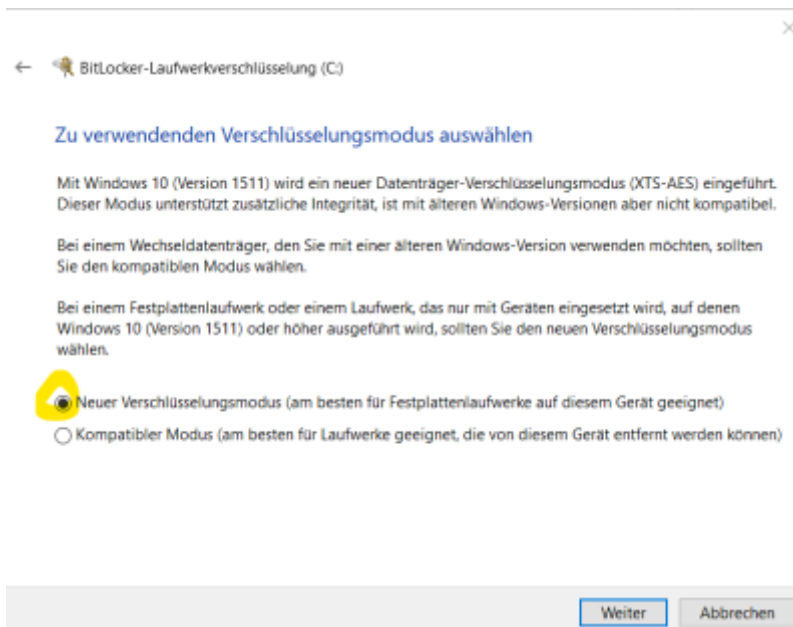 BitLocker-Laufwerkverschlüsselung (C:)
Zu verwendenden Verschlüsselungsmodus auswählen
Mit Windows 10 (Version 1511) wird ein neuer Datenträger-Verschlüsselungsmodus (XTS-AES) eingeführt.
Dieser Modus unterstützt zusätzliche Integrität, ist mit älteren Windows-Versionen aber nicht kompatibel.
Bei einem Wechseldatenträger, den Sie mit einer älteren Windows-Version verwenden möchten, sollten
Sie den kompatiblen Modus wählen.
Bei einem Festplattenlaufwerk oder einem Laufwerk, das nur mit Geräten eingesetzt wird, auf denen
Windows 10 (Version 1511) oder höher ausgeführt wird, sollten Sie den neuen Verschlüsselungsmodus
wählen.
Neuer Verschlüsselungsmodus (am besten für Festplattenlaufwerke auf diesem Gerät geeignet)
Kompatibler Modus (am besten für Laufwerke geeignet, die von diesem Gerät entfernt werden können)
Weiter Abbrechen